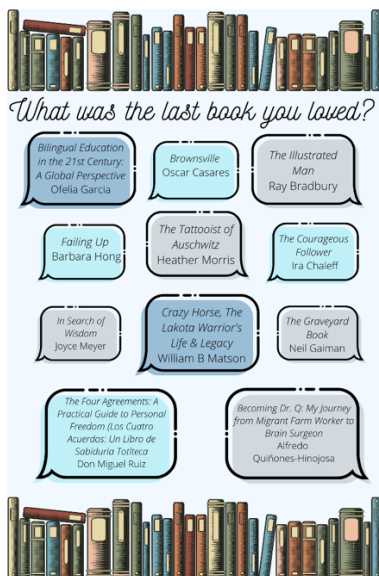 What was the last book you loved?
Bilingual Education
in the 21st Century:
A Global Perspective
Ofelia Garcia
Brownsville
Oscar Casares
The Illustrated
Man
Ray Bradbury
Failing Up
Barbara Hong
The Tattooist of
Auschwitz
Heather Morris
The Courageous
Follower
Ira Chaleff
In Search of
Wisdom
Joyce Meyer
Crazy Horse, The
Lakota Warrior's
Life & Legacy
William B Matson
The Graveyard
Book
Neil Gaiman
The Four Agreements: A
Practical Guide to Personal
Freedom (Los Cuatro
Acuerdos: Un Libro de
Sabiduria Totlteca
Don Miguel Ruiz
Becoming Dr. Q: My Journey
from Migrant Farm Worker to
Brain Surgeon
Alfredo
Quiñones-Hinojosa